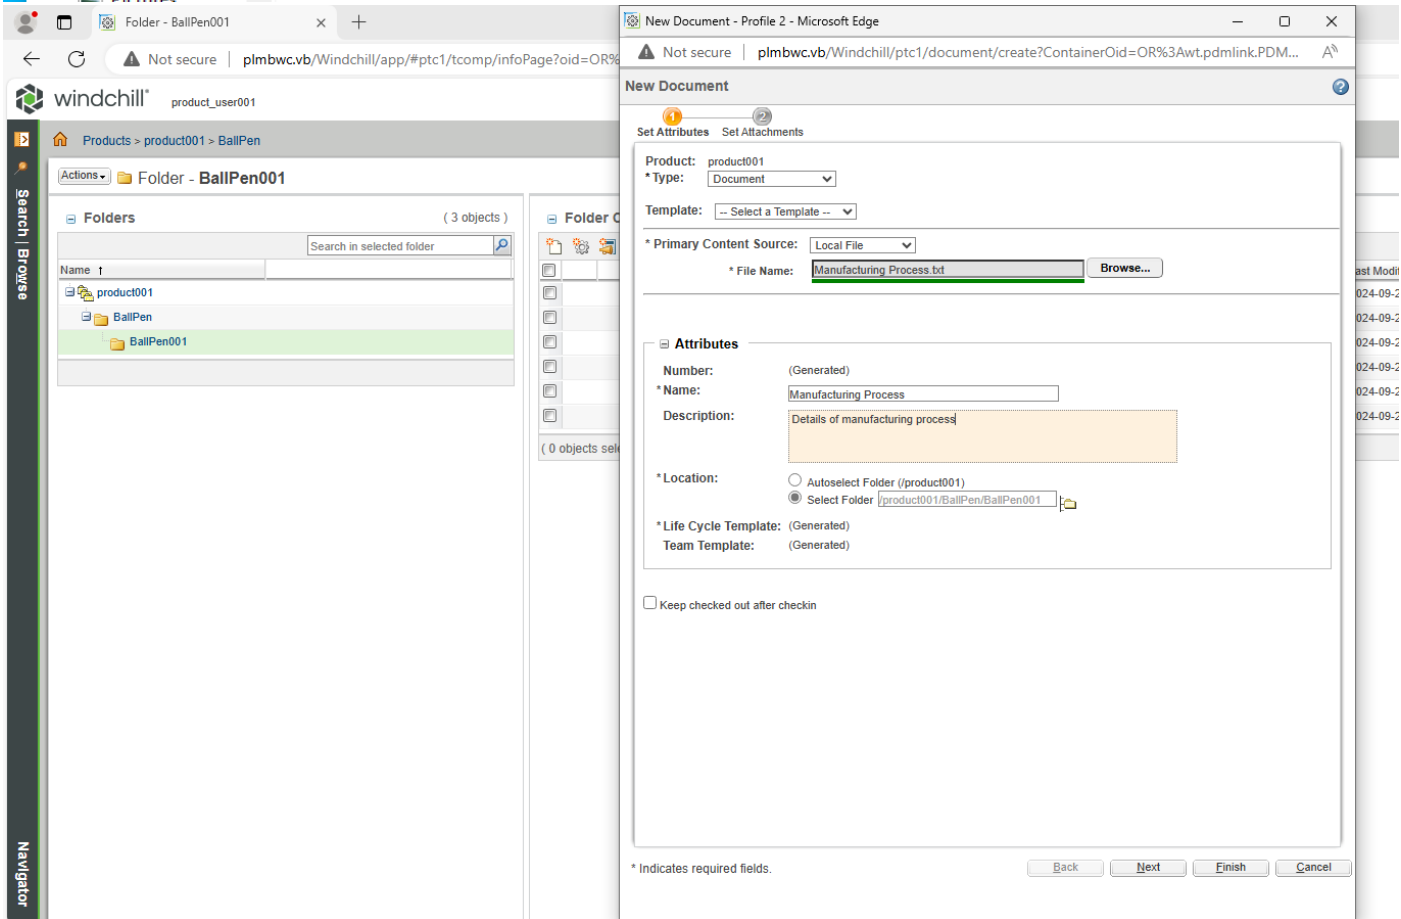 Folder - BallPen001
Not secure | plmbwc.vb/Windchill/app/#ptc1/tcomp/infoPage?oid=OR%
windchill product_user001
Products > product001 > BallPen
Actions Folder - BallPen001
Search | Browse
Navigator
Folders ( 3 objects )
Search in selected folder
Name ↑
product001
BallPen
BallPen001
Folder C
( 0 objects sele
ast Modif
024-09-2
024-09-2
024-09-2
024-09-2
024-09-2
024-09-2
New Document - Profile 2 - Microsoft Edge
Not secure | plmbwc.vb/Windchill/ptc1/document/create?ContainerOid=OR%3Awt.pdmlink.PDM...
New Document
1 2
Set Attributes Set Attachments
Product: product001
* Type: Document
Template: -- Select a Template --
* Primary Content Source: Local File
* File Name: Manufacturing Process.txt Browse...
Attributes
Number: (Generated)
*Name: Manufacturing Process
Description: Details of manufacturing process
*Location: Autoselect Folder (/product001)
Select Folder /product001/BallPen/BallPen001
*Life Cycle Template: (Generated)
Team Template: (Generated)
Keep checked out after checkin
* Indicates required fields.
Back Next Finish Cancel